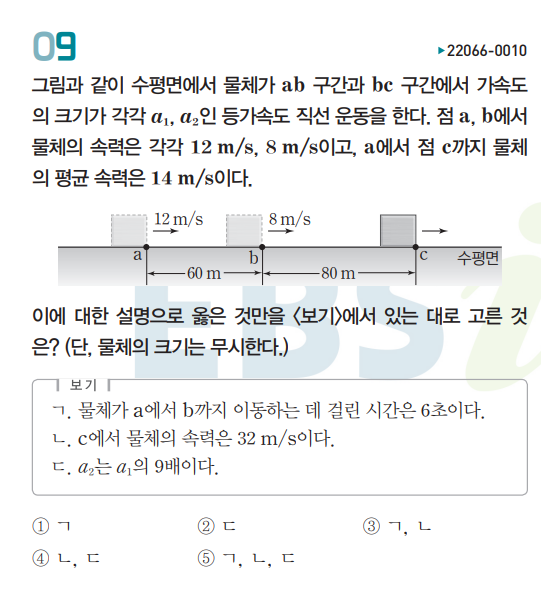 09
▶22066-0010
그림과 같이 수평면에서 물체가 ab 구간과 bc 구간에서 가속도
의 크기가 각각 a₁, a₂인 등가속도 직선 운동을 한다. 점 a, b에서
물체의 속력은 각각 12 m/s, 8 m/s이고, a에서 점 c까지 물체
의 평균 속력은 14 m/s이다.
12 m/s 8 m/s
a b c 수평면
60 m 80 m
이에 대한 설명으로 옳은 것만을 <보기>에서 있는 대로 고른 것
은? (단, 물체의 크기는 무시한다.)
보기
ㄱ. 물체가 a에서 b까지 이동하는 데 걸린 시간은 6초이다.
ㄴ. c에서 물체의 속력은 32 m/s이다.
ㄷ. a₂는 a₁의 9배이다.
① ㄱ ② ㄷ ③ ㄱ, ㄴ
④ ㄴ, ㄷ ⑤ ㄱ, ㄴ, ㄷ
EBSi